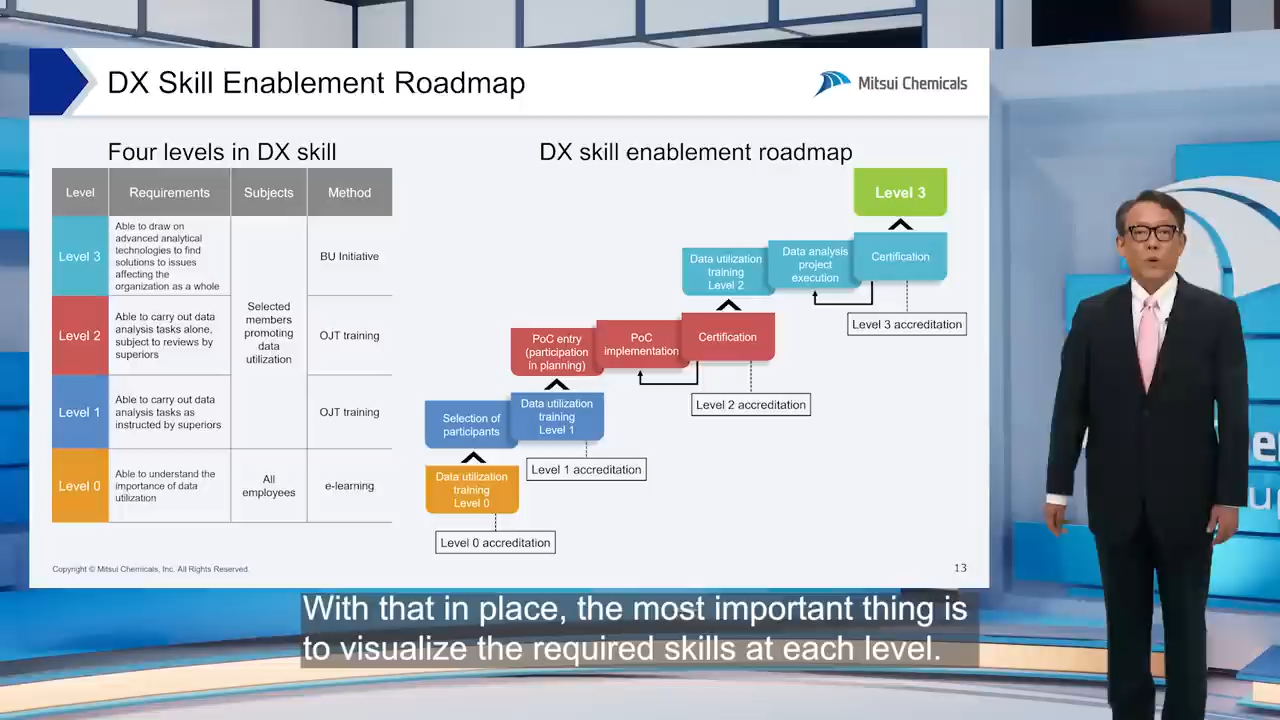 DX Skill Enablement Roadmap
Mitsui Chemicals
Four levels in DX skill
Level
Requirements
Subjects
Method
Level 3
Able to draw on
advanced analytical
technologies to find
solutions to issues
affecting the
organization as a whole
BU Initiative
Level 2
Able to carry out data
analysis tasks alone,
subject to reviews by
superiors
Selected
members
promoting
data
utilization
OJT training
Level 1
Able to carry out data
analysis tasks as
instructed by superiors
OJT training
Level 0
Able to understand the
importance of data
utilization
All
employees
e-learning
DX skill enablement roadmap
Level 3
Data utilization
training
Level 2
Data analysis
project
execution
Certification
Level 3 accreditation
PoC entry
(participation
in planning)
PoC
implementation
Certification
Level 2 accreditation
Selection of
participants
Data utilization
training
Level 1
Level 1 accreditation
Data utilization
training
Level 0
Level 0 accreditation
Copyright © Mitsui Chemicals, Inc. All Rights Reserved.
13
With that in place, the most important thing is
to visualize the required skills at each level.